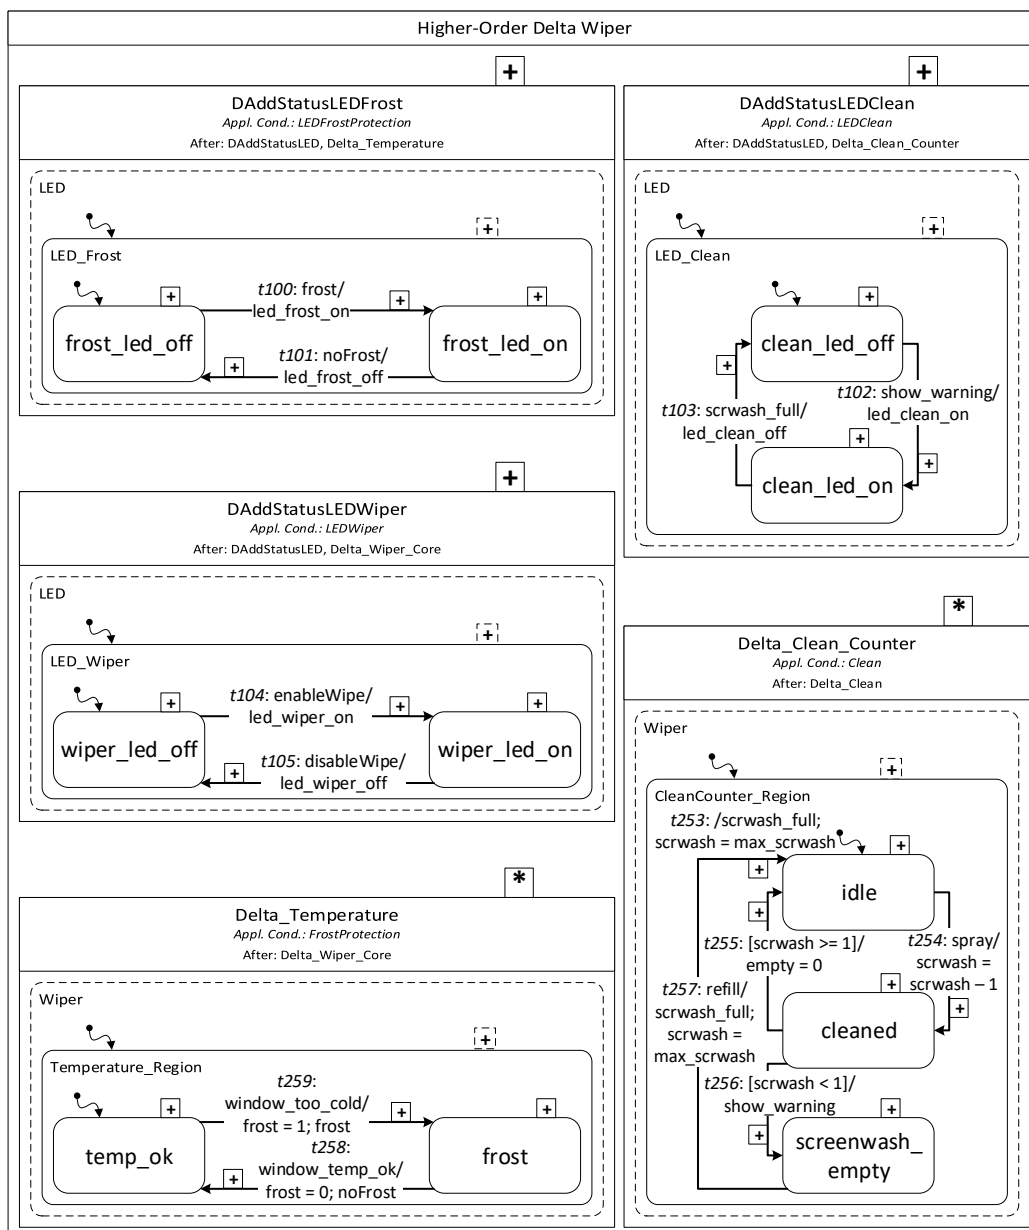 Higher-Order Delta Wiper
+
DAddStatusLEDFrost
Appl. Cond.: LEDFrostProtection
After: DAddStatusLED, Delta_Temperature
LED
+
LED_Frost
+
t100: frost/
led_frost_on
+
+
frost_led_off
frost_led_on
t101: noFrost/
led_frost_off
+
+
DAddStatusLEDClean
Appl. Cond.: LEDClean
After: DAddStatusLED, Delta_Clean_Counter
LED
+
LED_Clean
+
clean_led_off
+
t102: show_warning/
led_clean_on
t103: scrwash_full/
led_clean_off
+
+
clean_led_on
+
DAddStatusLEDWiper
Appl. Cond.: LEDWiper
After: DAddStatusLED, Delta_Wiper_Core
LED
+
LED_Wiper
+
t104: enableWipe/
led_wiper_on
+
+
wiper_led_off
wiper_led_on
t105: disableWipe/
led_wiper_off
+
*
Delta_Clean_Counter
Appl. Cond.: Clean
After: Delta_Clean
Wiper
+
CleanCounter_Region
t253: /scrwash_full;
scrwash = max_scrwash
+
+
idle
+
t255: [scrwash >= 1]/
empty = 0
t254: spray/
scrwash =
scrwash – 1
+
t257: refill/
scrwash_full;
scrwash =
max_scrwash
+
cleaned
t256: [scrwash < 1]/
show_warning
+
+
screenwash_
empty
*
Delta_Temperature
Appl. Cond.: FrostProtection
After: Delta_Wiper_Core
Wiper
+
Temperature_Region
+
t259:
window_too_cold/
frost = 1; frost
+
+
temp_ok
frost
t258:
window_temp_ok/
frost = 0; noFrost
+